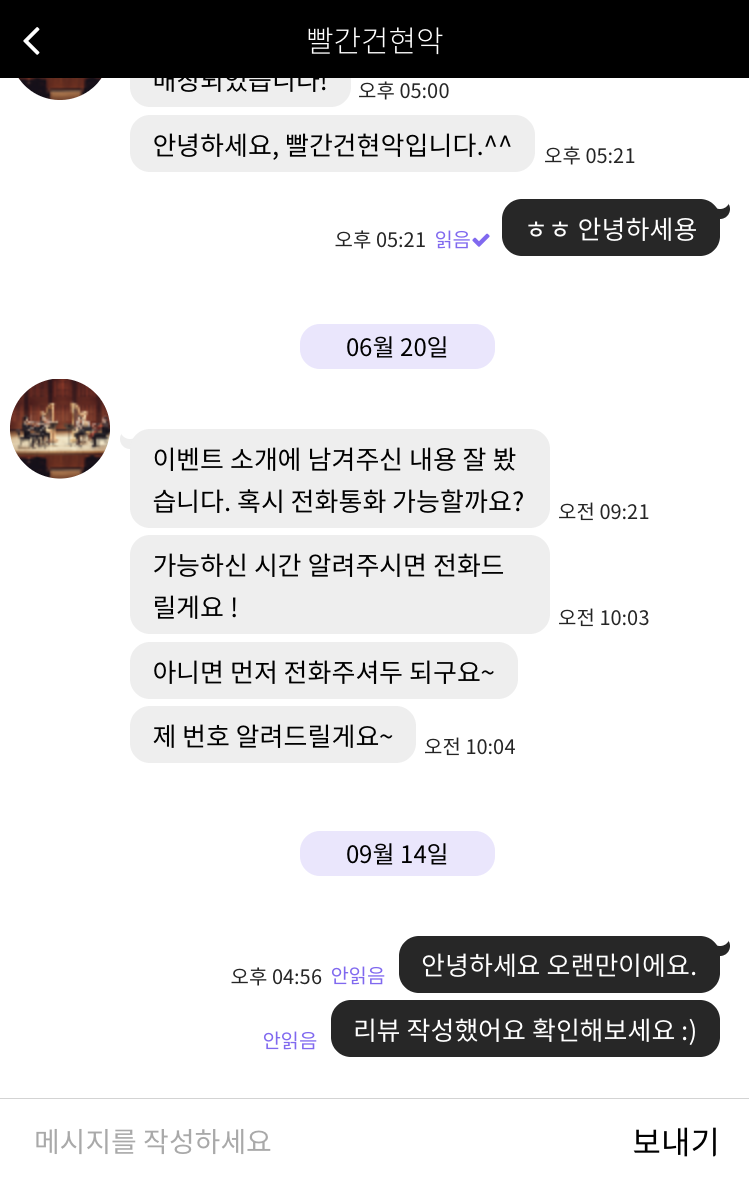 빨간건현악
매칭되었습니다!
오후 05:00
안녕하세요, 빨간건현악입니다.^^
오후 05:21
ㅎㅎ 안녕하세용
오후 05:21 읽음
06월 20일
이벤트 소개에 남겨주신 내용 잘 봤
습니다. 혹시 전화통화 가능할까요?
오전 09:21
가능하신 시간 알려주시면 전화드
릴게요 !
오전 10:03
아니면 먼저 전화주셔두 되구요~
제 번호 알려드릴게요~
오전 10:04
09월 14일
안녕하세요 오랜만이에요.
오후 04:56 안읽음
리뷰 작성했어요 확인해보세요 :)
안읽음
메시지를 작성하세요
보내기